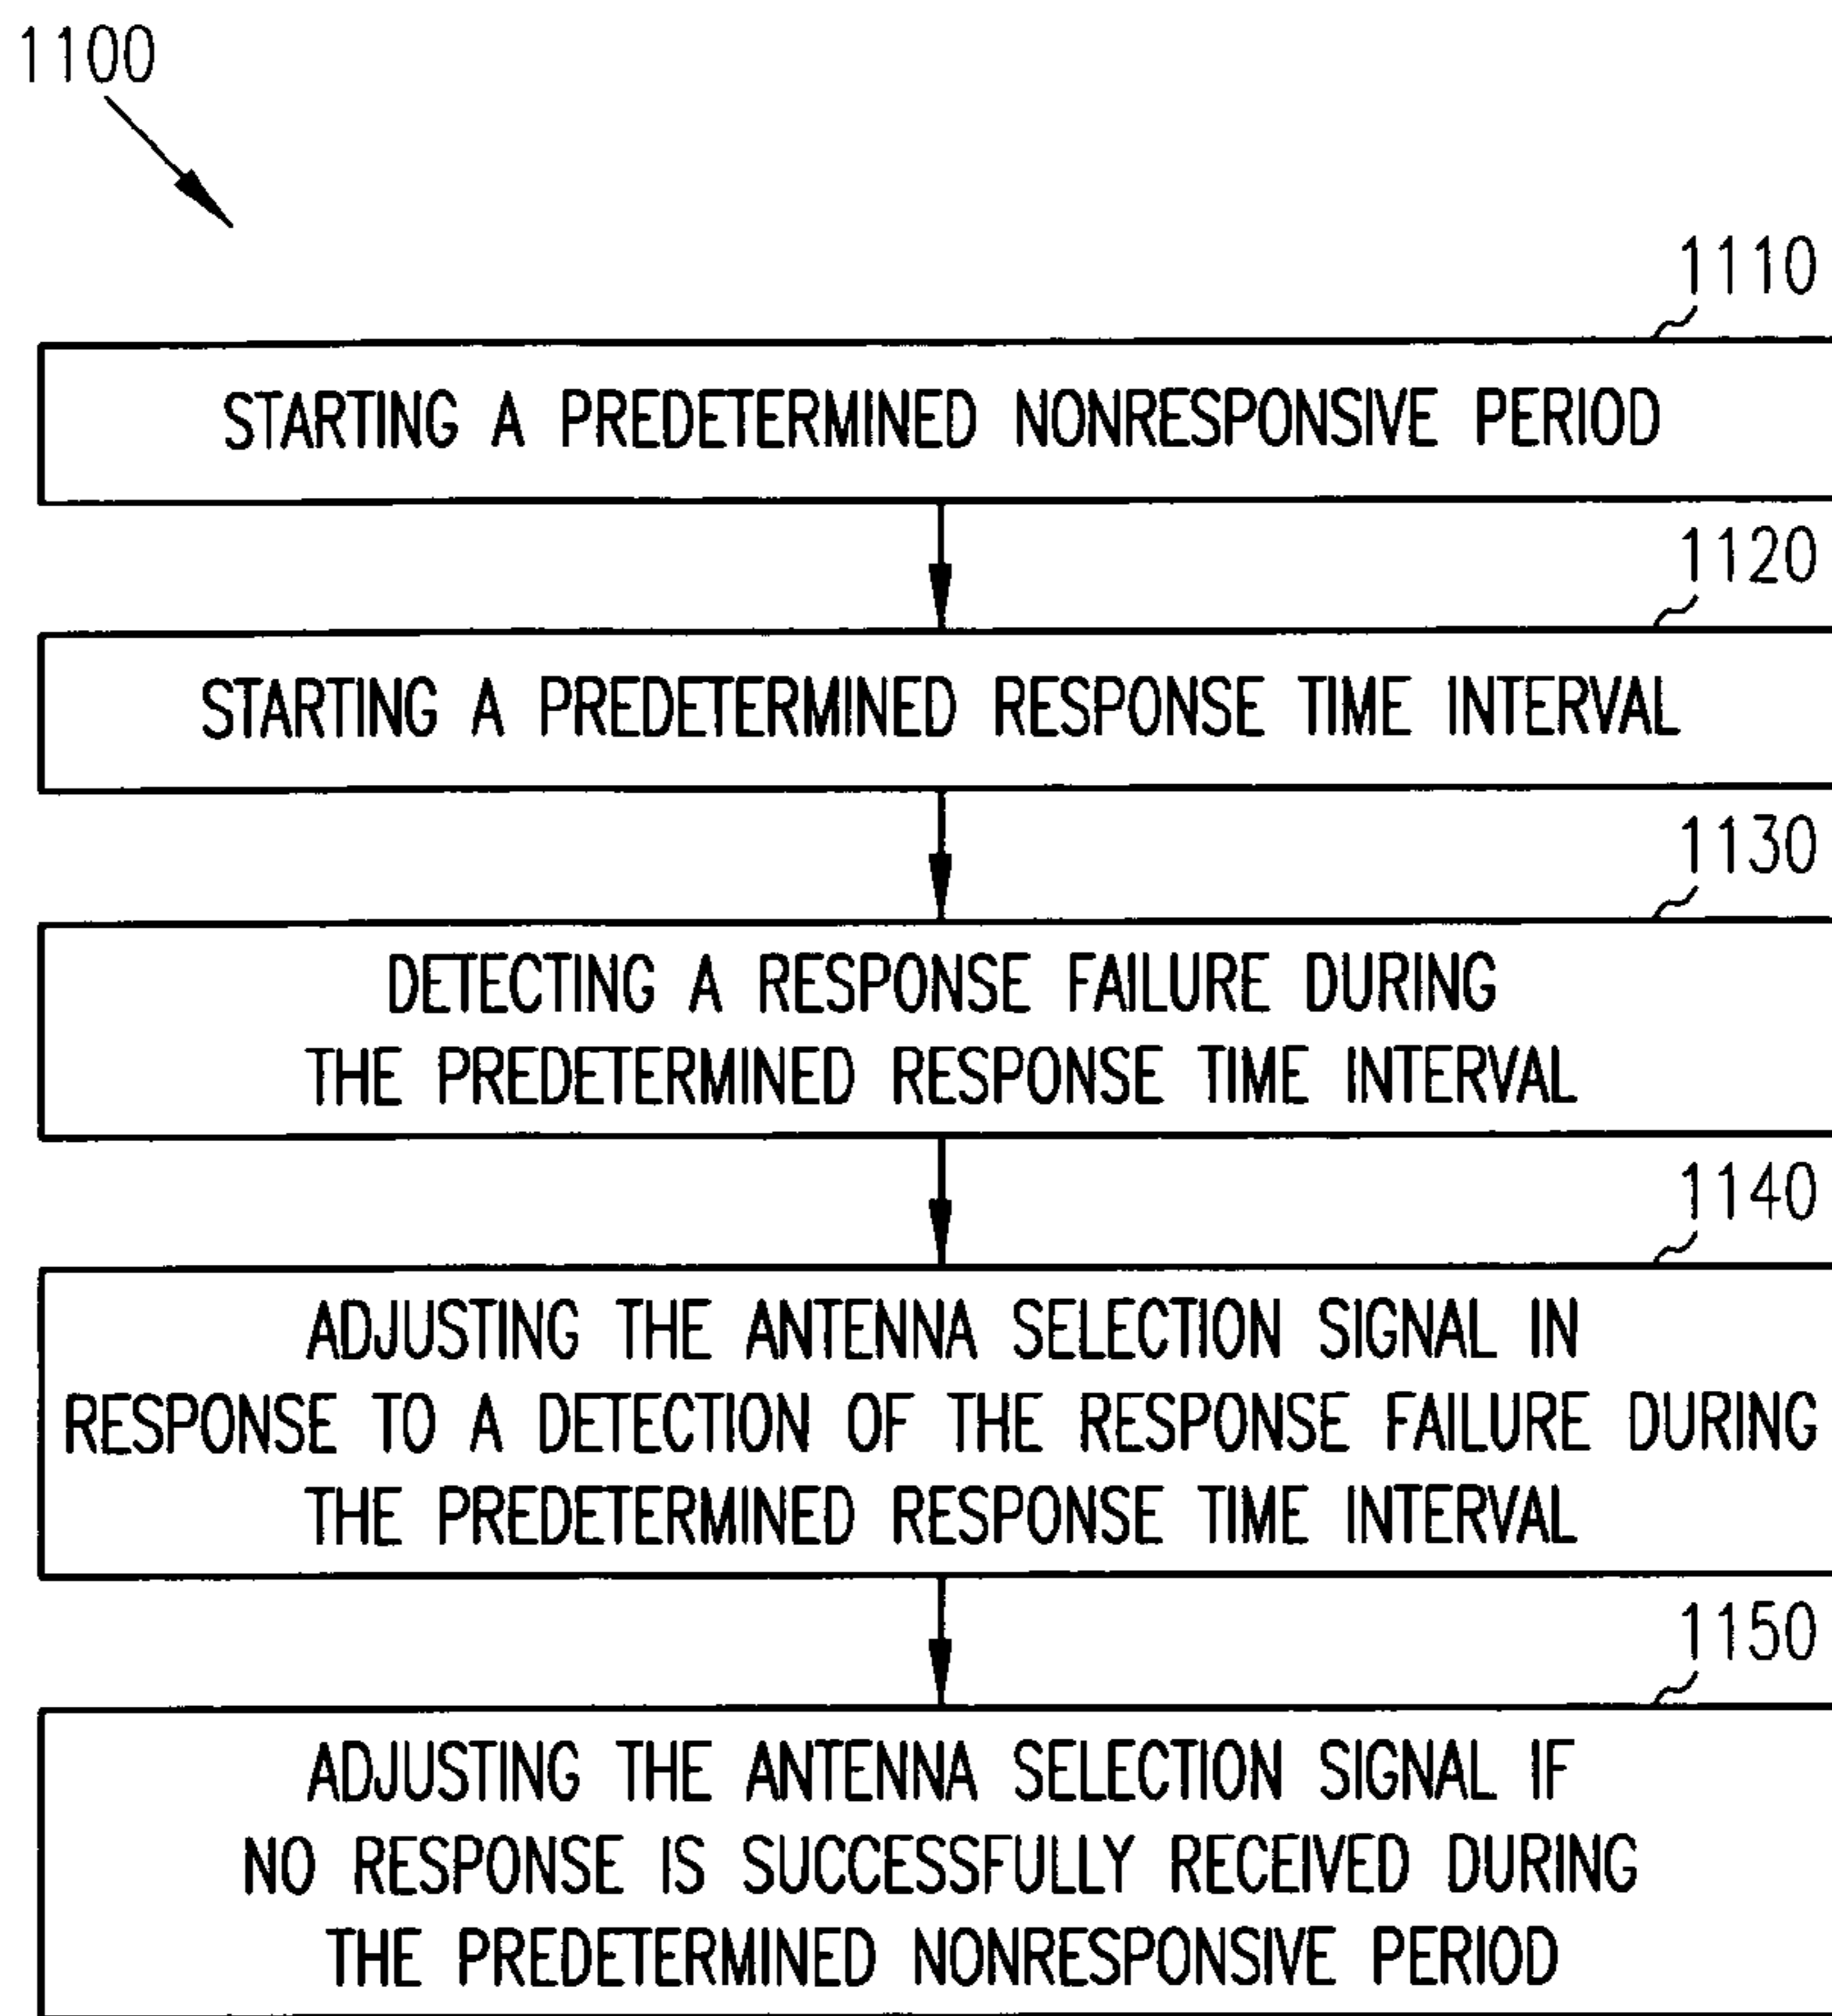 1100
1110
STARTING A PREDETERMINED NONRESPONSIVE PERIOD
1120
STARTING A PREDETERMINED RESPONSE TIME INTERVAL
1130
DETECTING A RESPONSE FAILURE DURING
THE PREDETERMINED RESPONSE TIME INTERVAL
1140
ADJUSTING THE ANTENNA SELECTION SIGNAL IN
RESPONSE TO A DETECTION OF THE RESPONSE FAILURE DURING
THE PREDETERMINED RESPONSE TIME INTERVAL
1150
ADJUSTING THE ANTENNA SELECTION SIGNAL IF
NO RESPONSE IS SUCCESSFULLY RECEIVED DURING
THE PREDETERMINED NONRESPONSIVE PERIOD